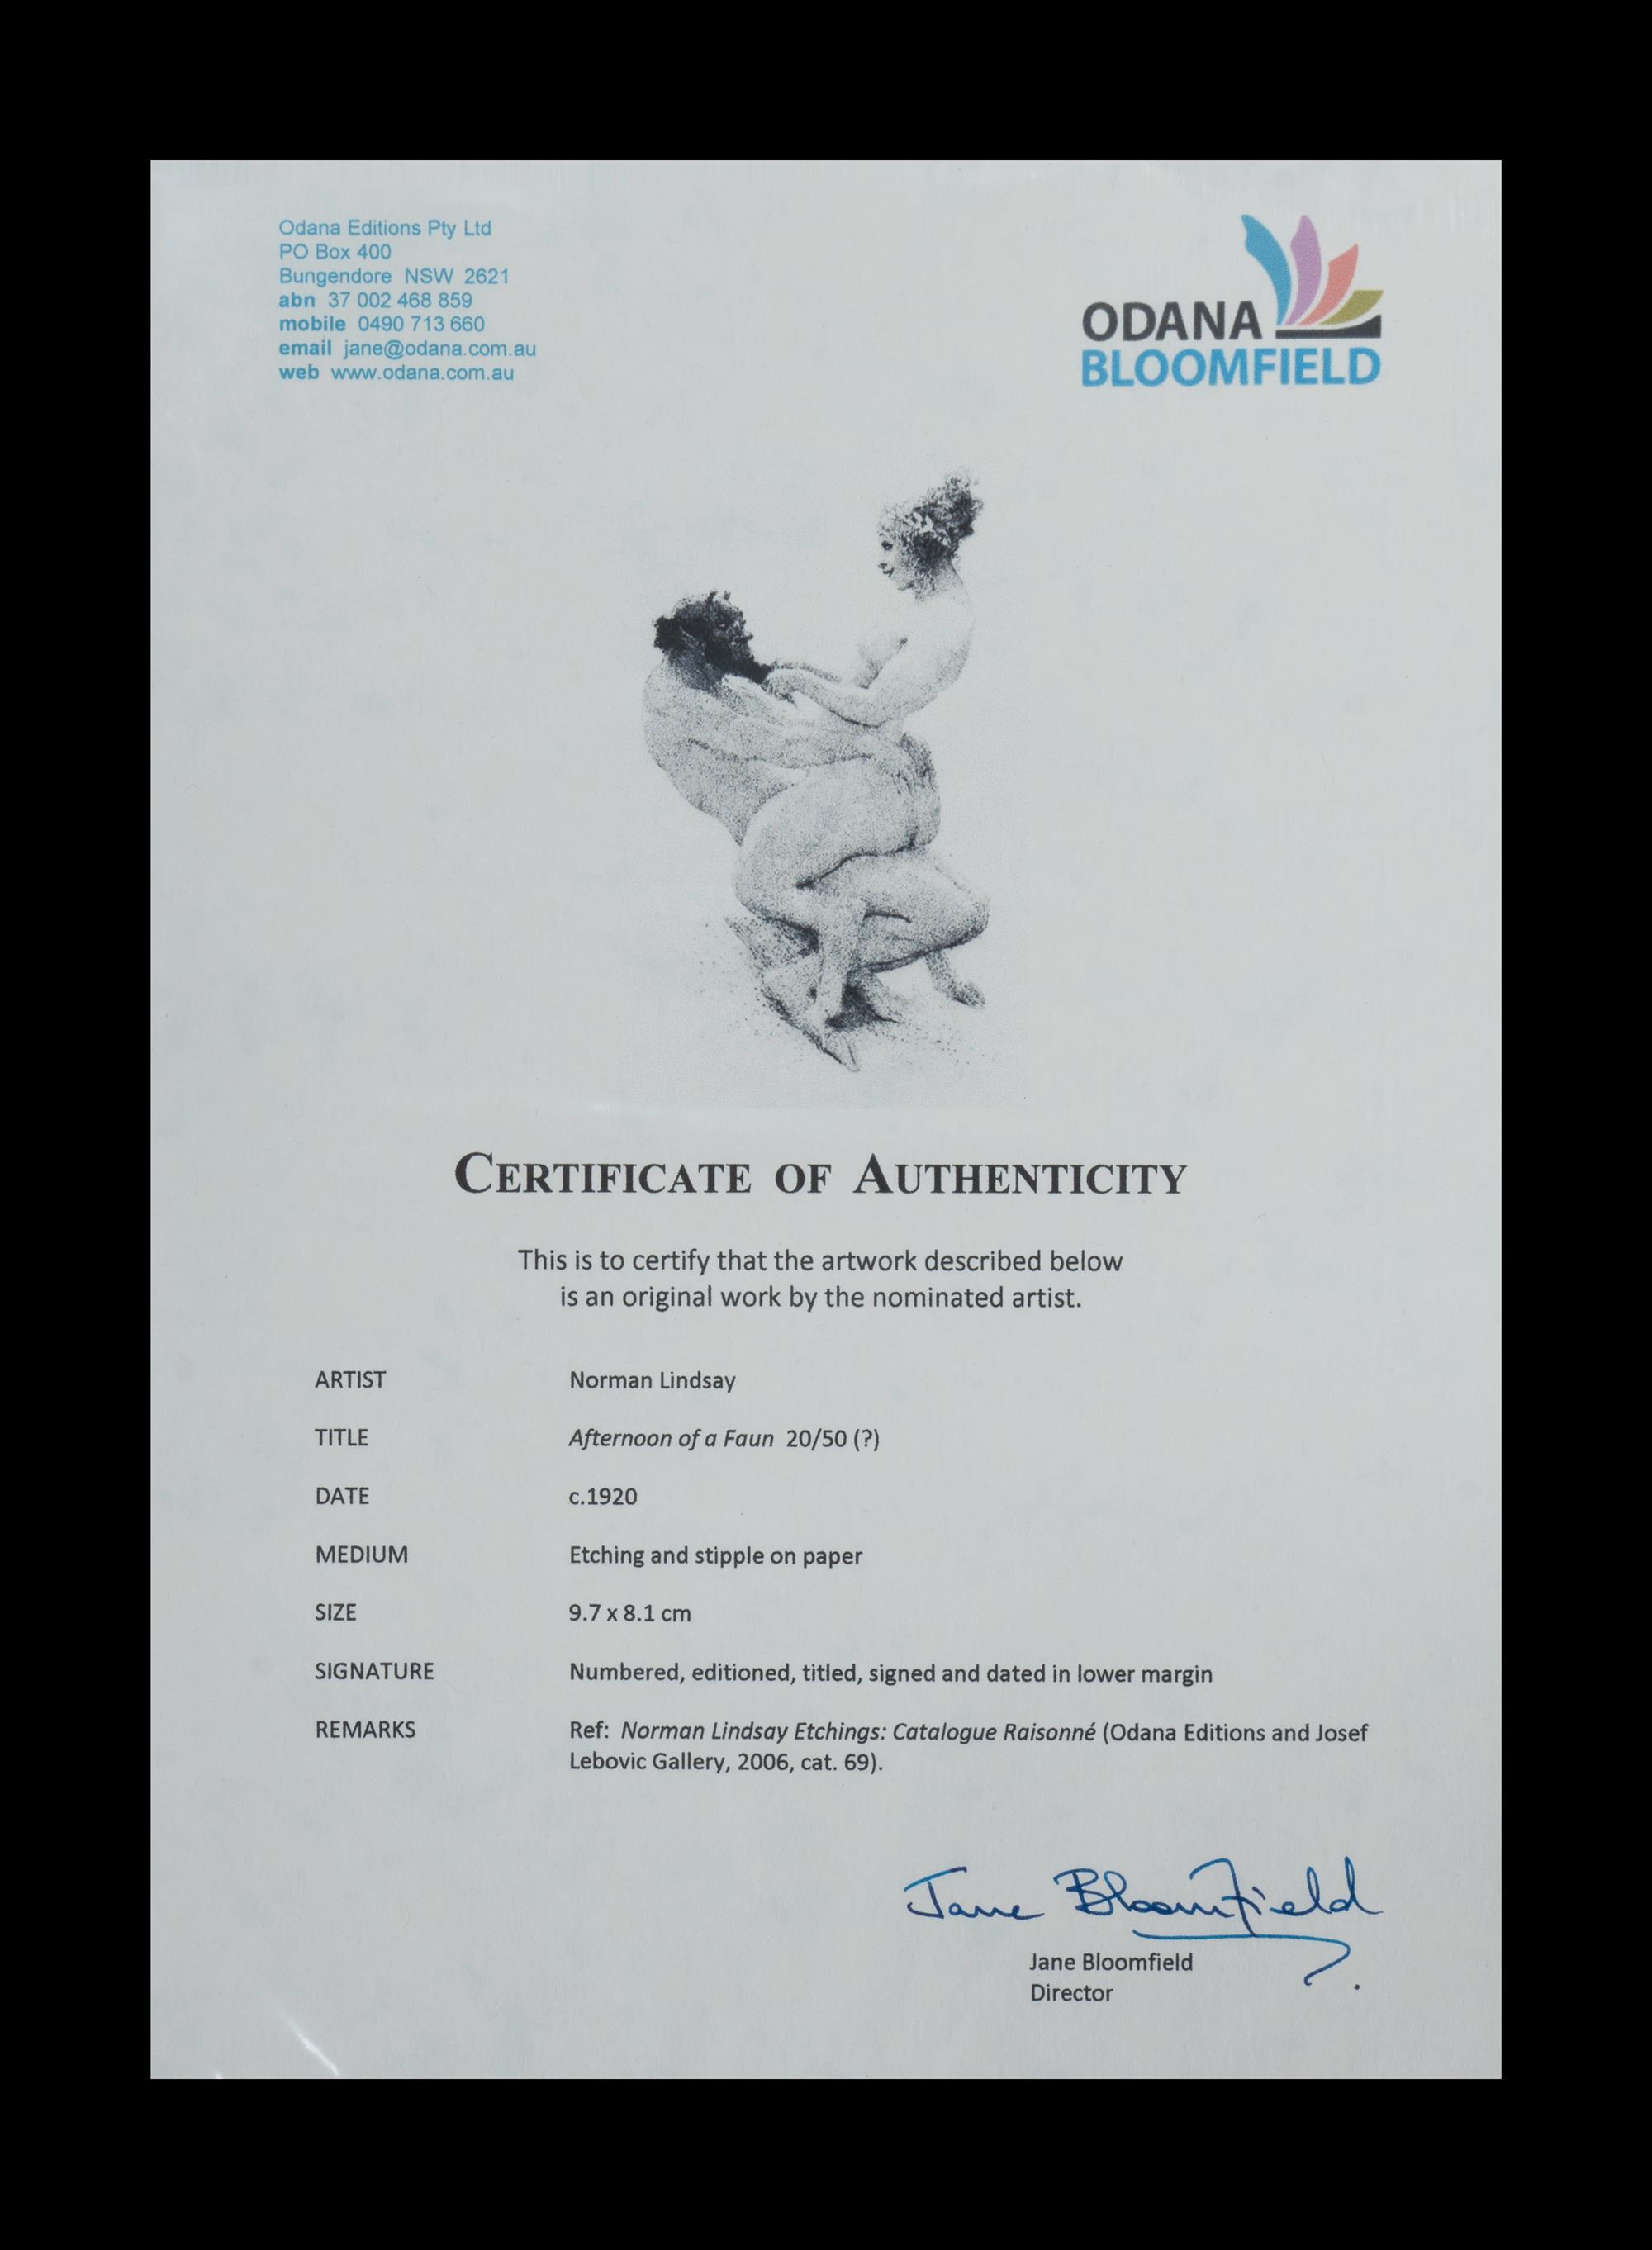 Odana Editions Pty Ltd
PO Box 400
Bungendore NSW 2621
abn 37 002 468 859
mobile 0490 713 660
email jane@odana.com.au
web www.odana.com.au
ODANA
BLOOMFIELD
CERTIFICATE OF AUTHENTICITY
This is to certify that the artwork described below
is an original work by the nominated artist.
ARTIST Norman Lindsay
TITLE Afternoon of a Faun 20/50 (?)
DATE c.1920
MEDIUM Etching and stipple on paper
SIZE 9.7 x 8.1 cm
SIGNATURE Numbered, editioned, titled, signed and dated in lower margin
REMARKS Ref: Norman Lindsay Etchings: Catalogue Raisonné (Odana Editions and Josef
Lebovic Gallery, 2006, cat. 69).
Jane Bloomfield
Jane Bloomfield
Director